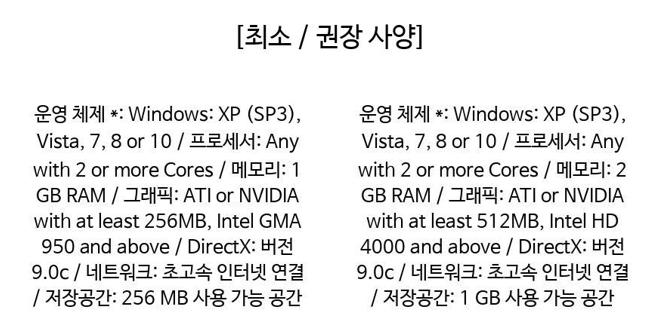 [최소 / 권장 사양]
운영 체제 *: Windows: XP (SP3),
Vista, 7, 8 or 10 / 프로세서: Any
with 2 or more Cores / 메모리: 1
GB RAM / 그래픽: ATI or NVIDIA
with at least 256MB, Intel GMA
950 and above / DirectX: 버전
9.0c / 네트워크: 초고속 인터넷 연결
/ 저장공간: 256 MB 사용 가능 공간
운영 체제 *: Windows: XP (SP3),
Vista, 7, 8 or 10 / 프로세서: Any
with 2 or more Cores / 메모리: 2
GB RAM / 그래픽: ATI or NVIDIA
with at least 512MB, Intel HD
4000 and above / DirectX: 버전
9.0c / 네트워크: 초고속 인터넷 연결
/ 저장공간: 1 GB 사용 가능 공간